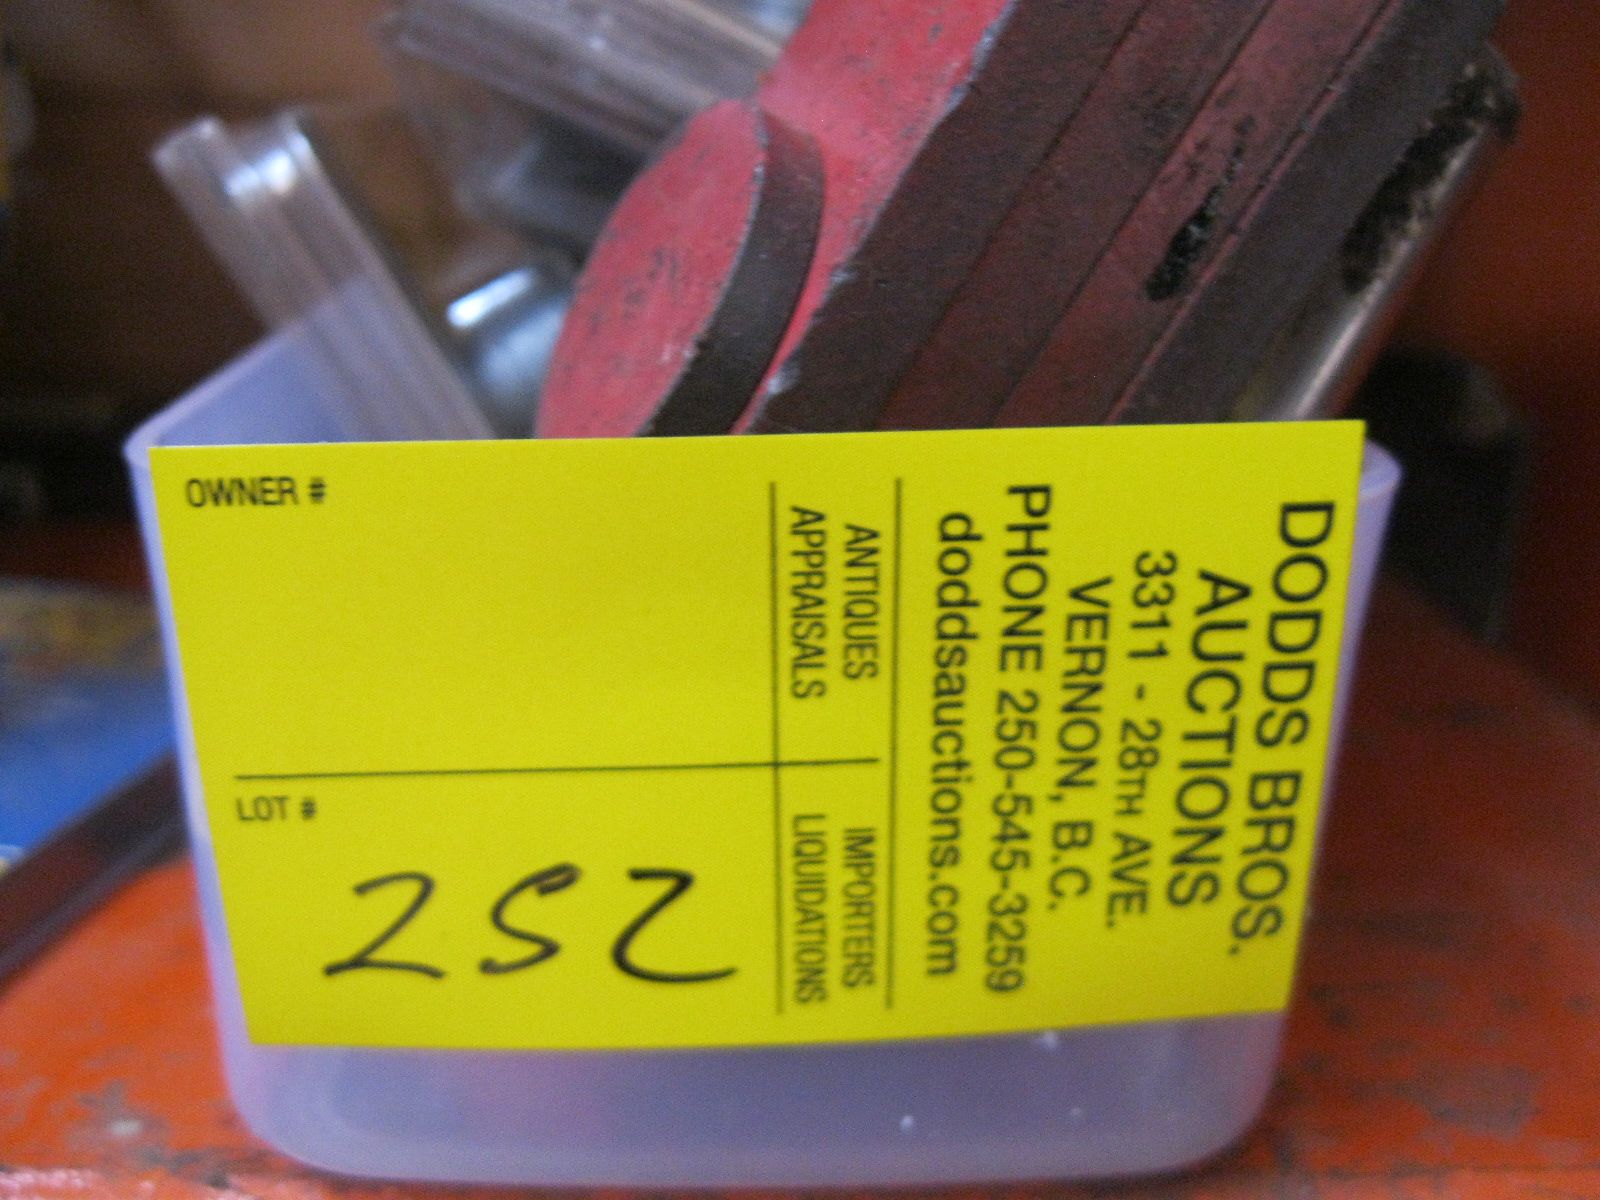 DODDS BROS.
AUCTIONS
3311 - 28TH AVE.
VERNON, B.C.
PHONE 250-545-3259
doddsauctions.com
ANTIQUES
APPRAISALS
IMPORTERS
LIQUIDATIONS
OWNER #
LOT #
252